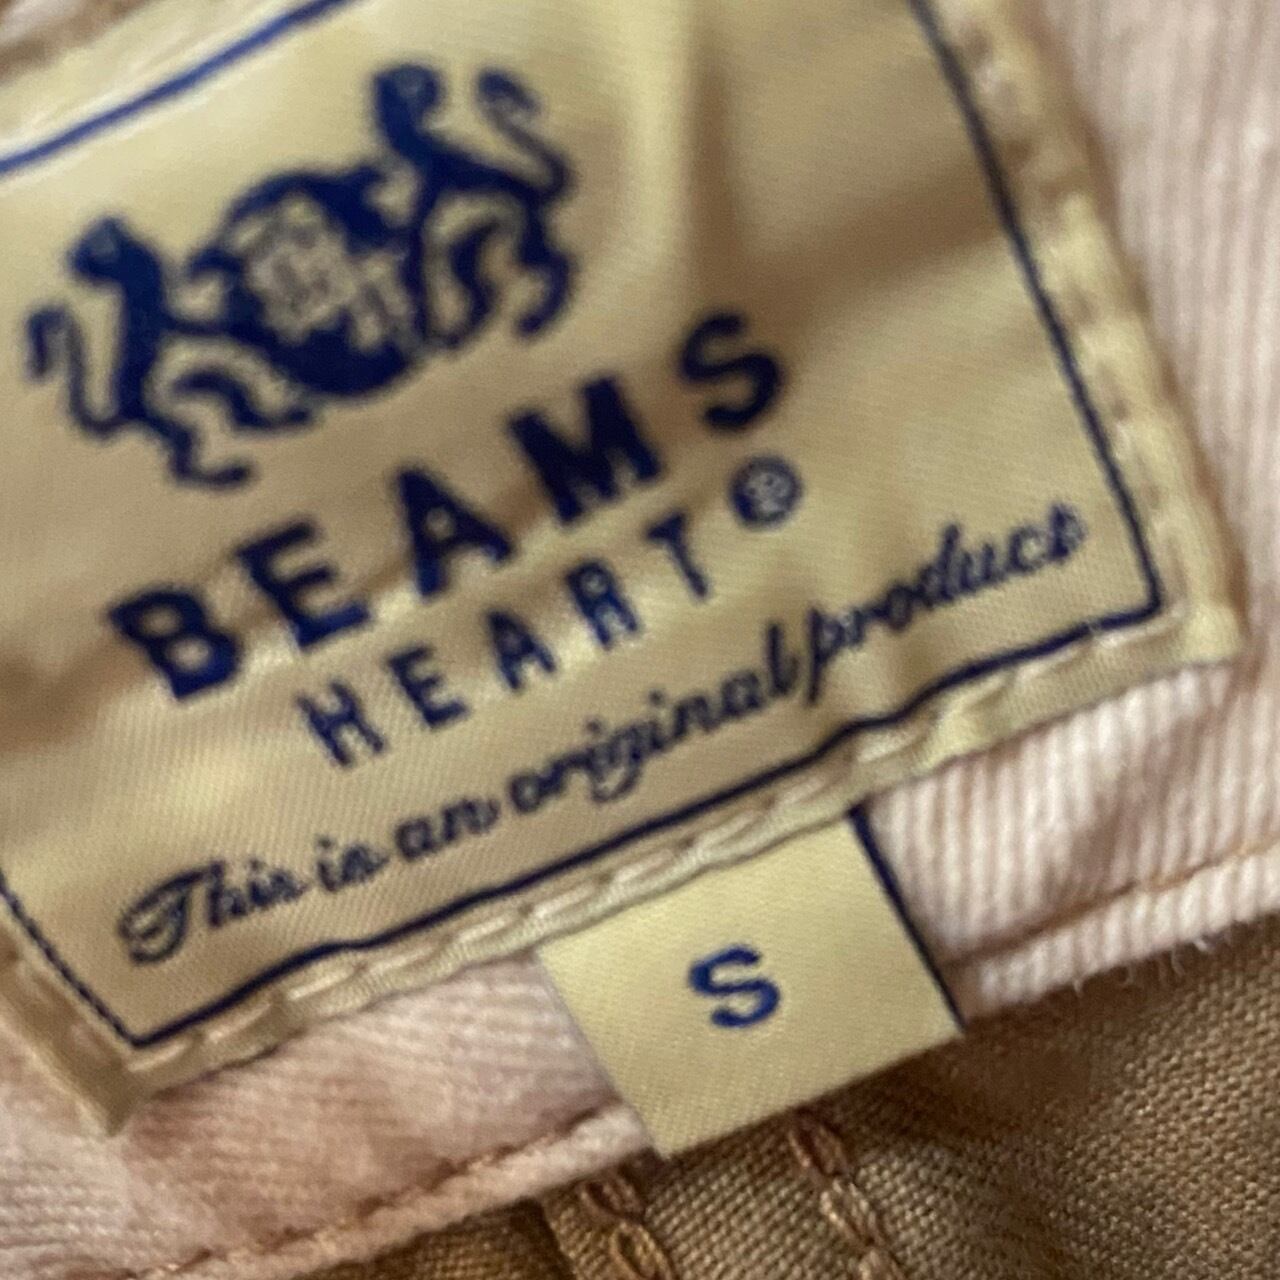 BEAMS
HEART®
This is an original product
S